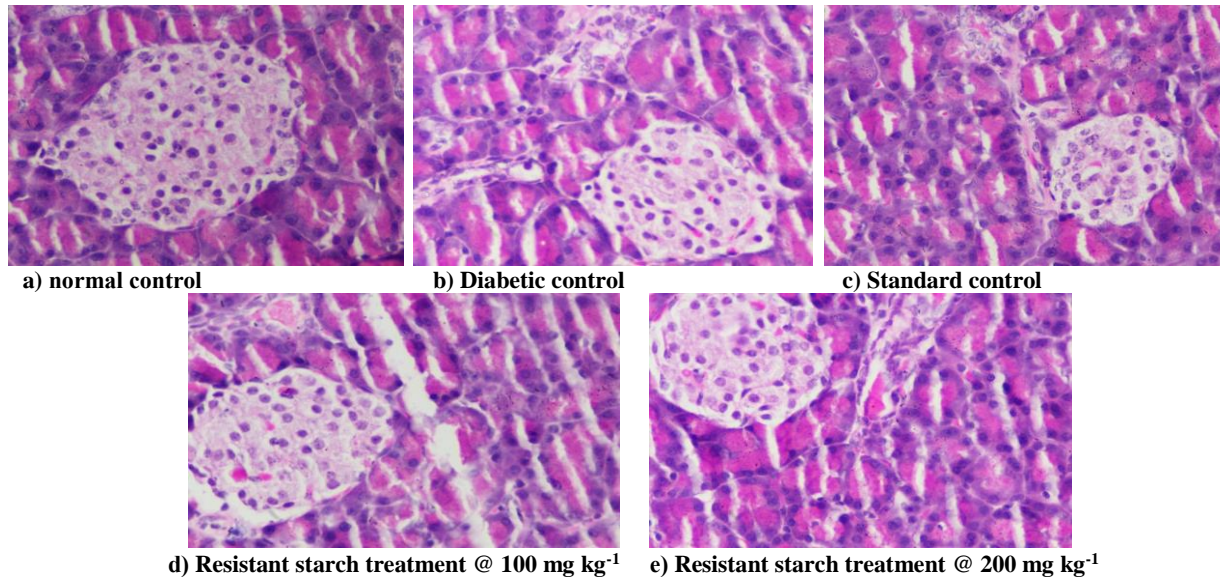 a) normal control b) Diabetic control c) Standard control
d) Resistant starch treatment @ 100 mg kg⁻¹ e) Resistant starch treatment @ 200 mg kg⁻¹